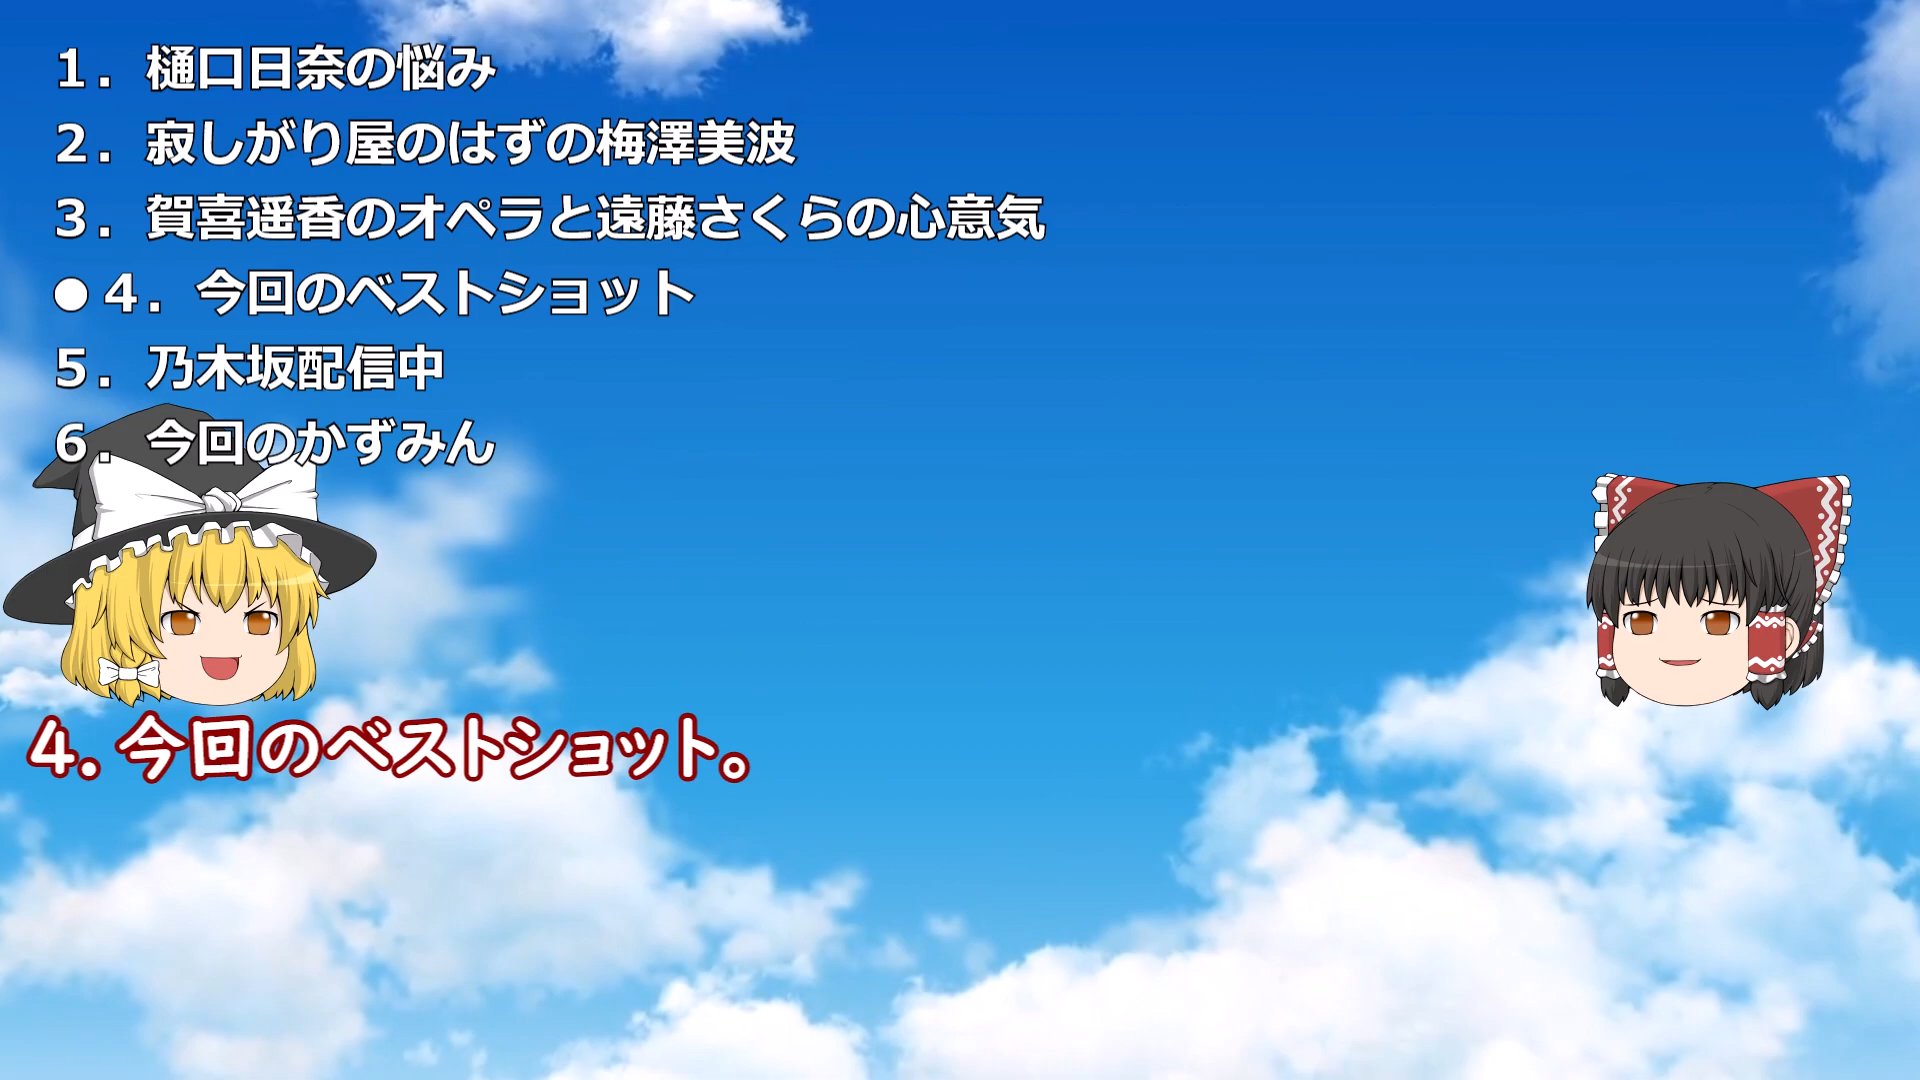 １．樋口日奈の悩み
２．寂しがり屋のはずの梅澤美波
３．賀喜遥香のオペラと遠藤さくらの心意気
●４．今回のベストショット
５．乃木坂配信中
６．今回のかずみん
４．今回のベストショット。